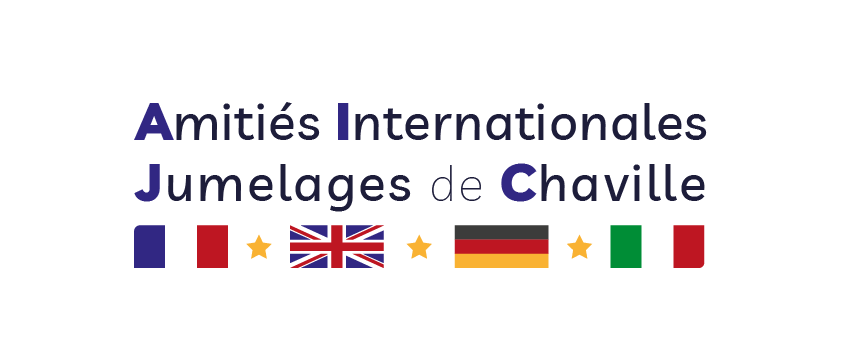 Amitiés Internationales
Jumelages de Chaville